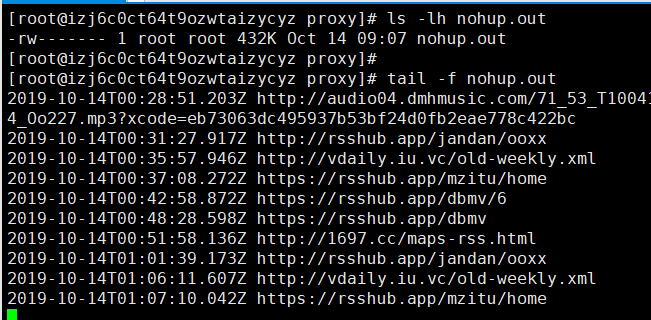 [root@izj6c0ct64t9ozwtaizycyz proxy]# ls -lh nohup.out
-rw------- 1 root root 432K Oct 14 09:07 nohup.out
[root@izj6c0ct64t9ozwtaizycyz proxy]#
[root@izj6c0ct64t9ozwtaizycyz proxy]# tail -f nohup.out
2019-10-14T00:28:51.203Z http://audio04.dmhmusic.com/71_53_T10041
4_Oo227.mp3?xcode=eb73063dc495937b53bf24d0fb2eae778c422bc
2019-10-14T00:31:27.917Z http://rsshub.app/jandan/ooxx
2019-10-14T00:35:57.946Z http://vdaily.iu.vc/old-weekly.xml
2019-10-14T00:37:08.272Z https://rsshub.app/mzitu/home
2019-10-14T00:42:58.872Z https://rsshub.app/dbmv/6
2019-10-14T00:48:28.598Z https://rsshub.app/dbmv
2019-10-14T00:51:58.136Z http://1697.cc/maps-rss.html
2019-10-14T01:01:39.173Z http://rsshub.app/jandan/ooxx
2019-10-14T01:06:11.607Z http://vdaily.iu.vc/old-weekly.xml
2019-10-14T01:07:10.042Z https://rsshub.app/mzitu/home